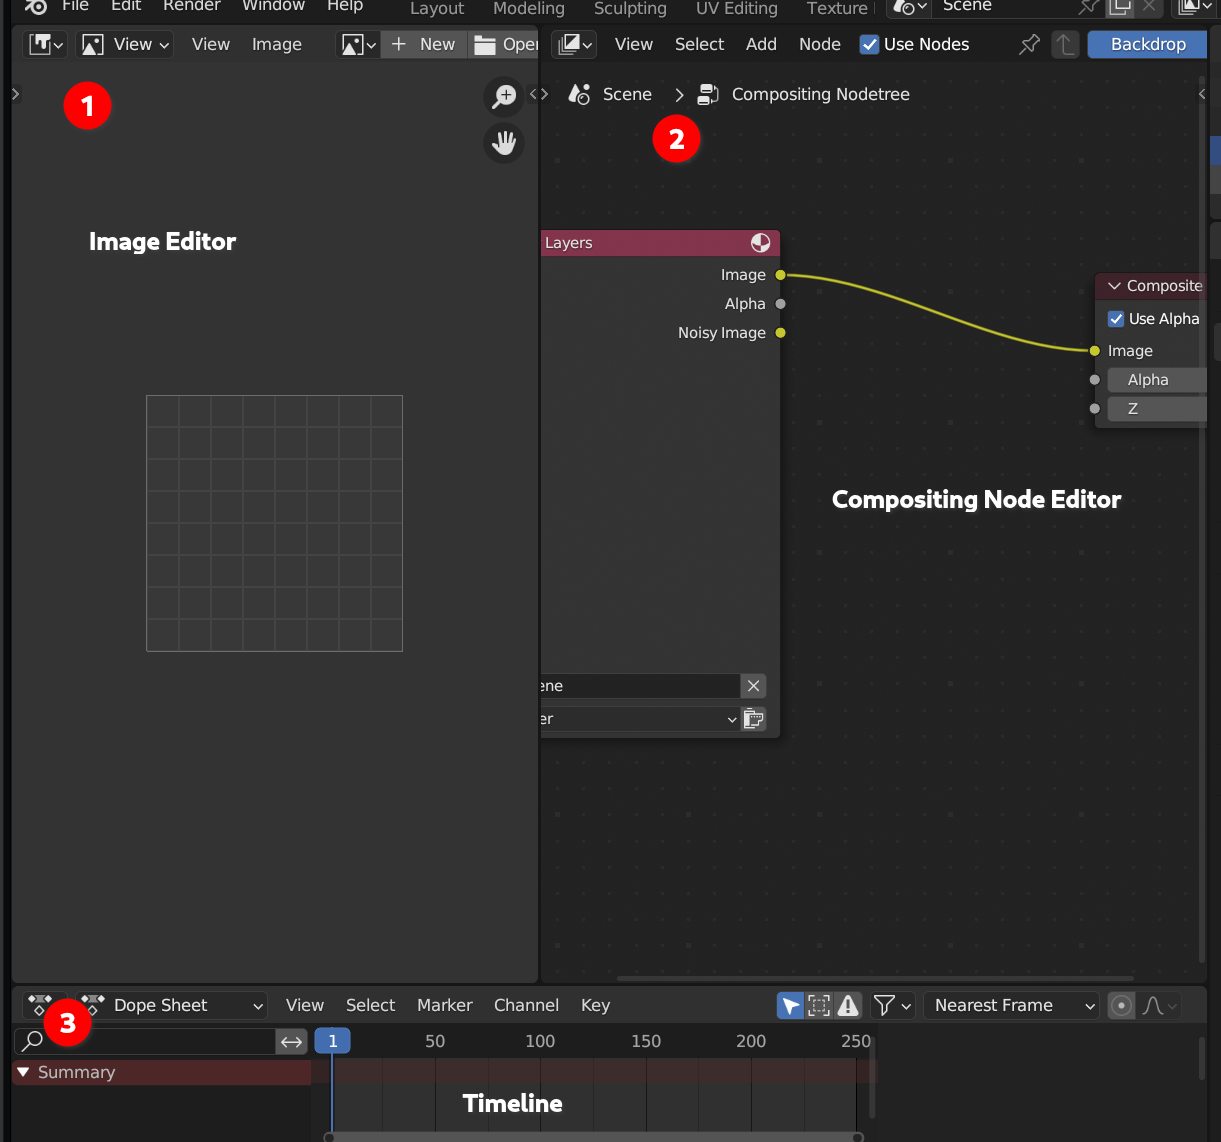 File Edit Render Window Help Layout Modeling Sculpting UV Editing Texture Scene
View View Image New Open View Select Add Node Use Nodes Backdrop
1
Scene Compositing Nodetree
2
Image Editor
Layers
Image
Alpha
Noisy Image
Composite
Use Alpha
Image
Alpha
Z
Compositing Node Editor
ene
er
Dope Sheet View Select Marker Channel Key Nearest Frame
3
1 50 100 150 200 250
Summary
Timeline